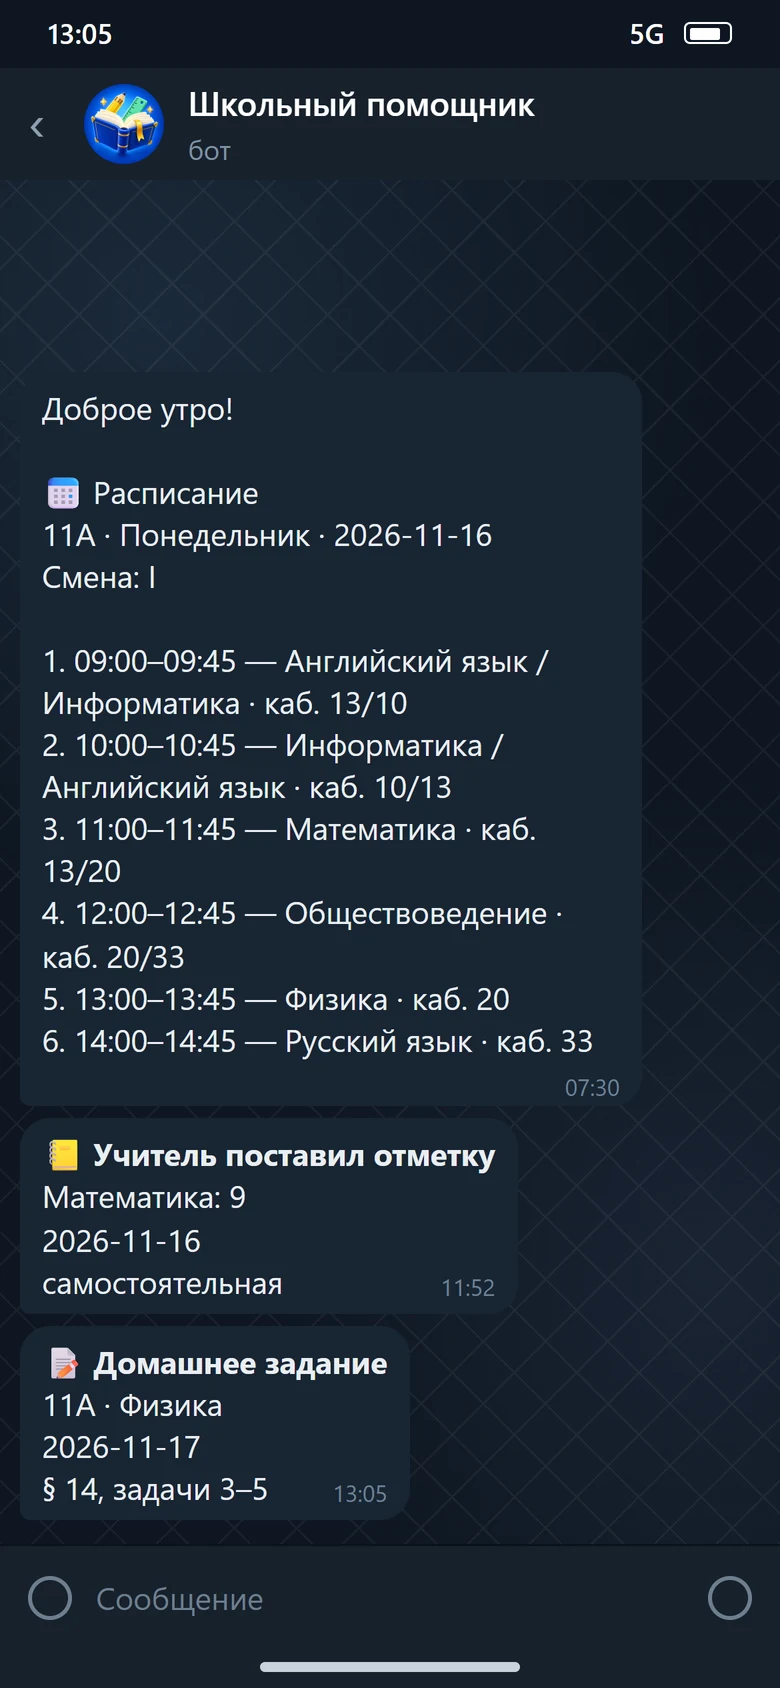 13:05
5G
Школьный помощник
бот
Доброе утро!
Расписание
11А · Понедельник · 2026-11-16
Смена: I
1. 09:00–09:45 — Английский язык /
Информатика · каб. 13/10
2. 10:00–10:45 — Информатика /
Английский язык · каб. 10/13
3. 11:00–11:45 — Математика · каб.
13/20
4. 12:00–12:45 — Обществоведение ·
каб. 20/33
5. 13:00–13:45 — Физика · каб. 20
6. 14:00–14:45 — Русский язык · каб. 33
07:30
Учитель поставил отметку
Математика: 9
2026-11-16
самостоятельная
11:52
Домашнее задание
11А · Физика
2026-11-17
§ 14, задачи 3–5
13:05
Сообщение